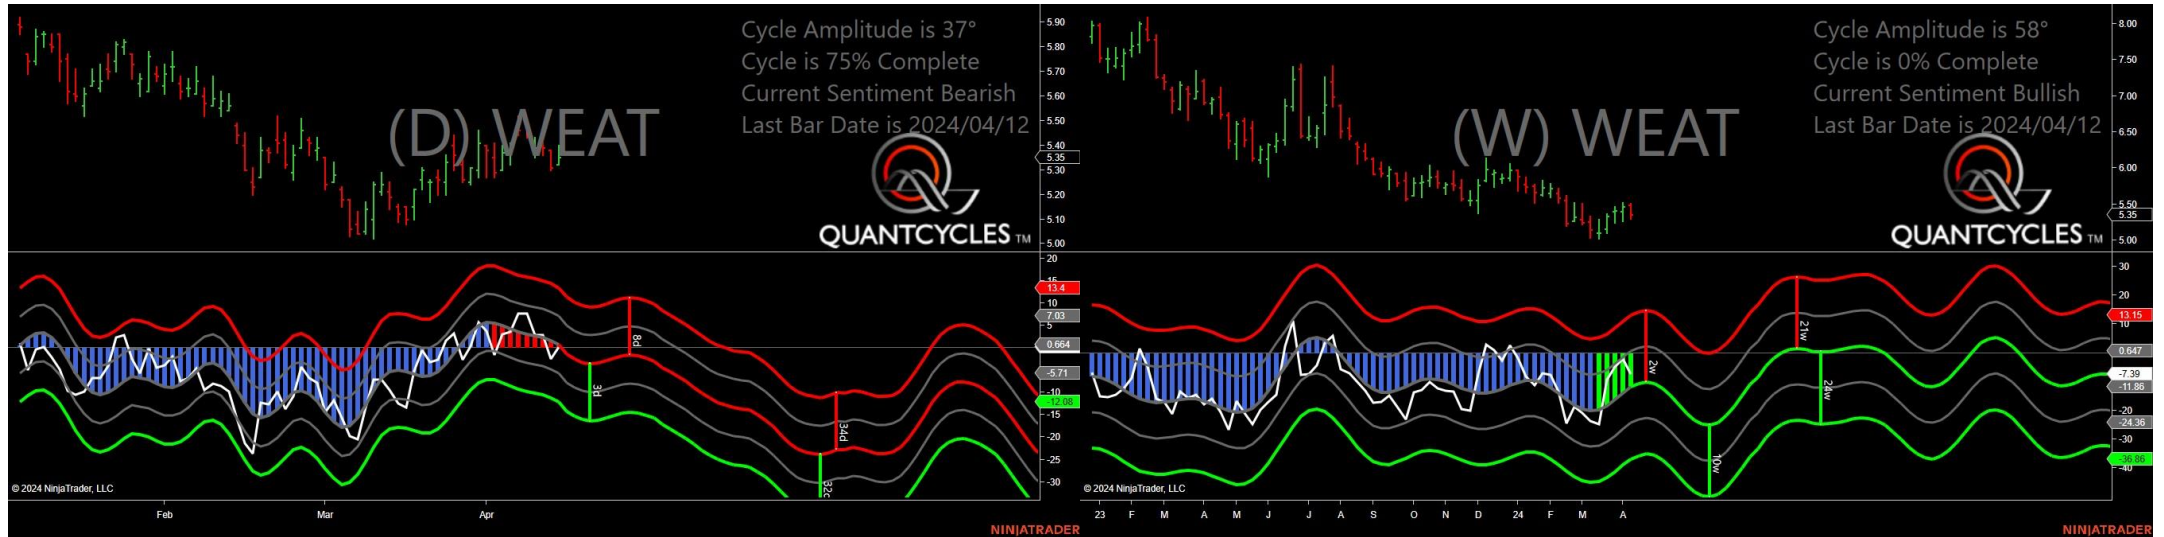 Cycle Amplitude is 37°
Cycle is 75% Complete
Current Sentiment Bearish
Last Bar Date is 2024/04/12
(D) WEAT
QUANTCYCLES TM
5.90
5.80
5.70
5.60
5.50
5.40
5.35
5.30
5.20
5.10
5.00
20
15
13.4
10
7.03
5
0.664
-5.71
-10
-12.08
-15
-20
-25
-30
8d
3d
34d
© 2024 NinjaTrader, LLC
Feb Mar Apr
NINJATRADER
Cycle Amplitude is 58°
Cycle is 0% Complete
Current Sentiment Bullish
Last Bar Date is 2024/04/12
(W) WEAT
QUANTCYCLES TM
8.00
7.50
7.00
6.50
6.00
5.50
5.35
5.00
30
20
13.15
10
0.647
-7.39
-11.86
-20
-24.36
-30
-36.86
-40
2w
21w
24w
10w
© 2024 NinjaTrader, LLC
23 F M A M J J A S O N D 24 F M A
NINJATRADER